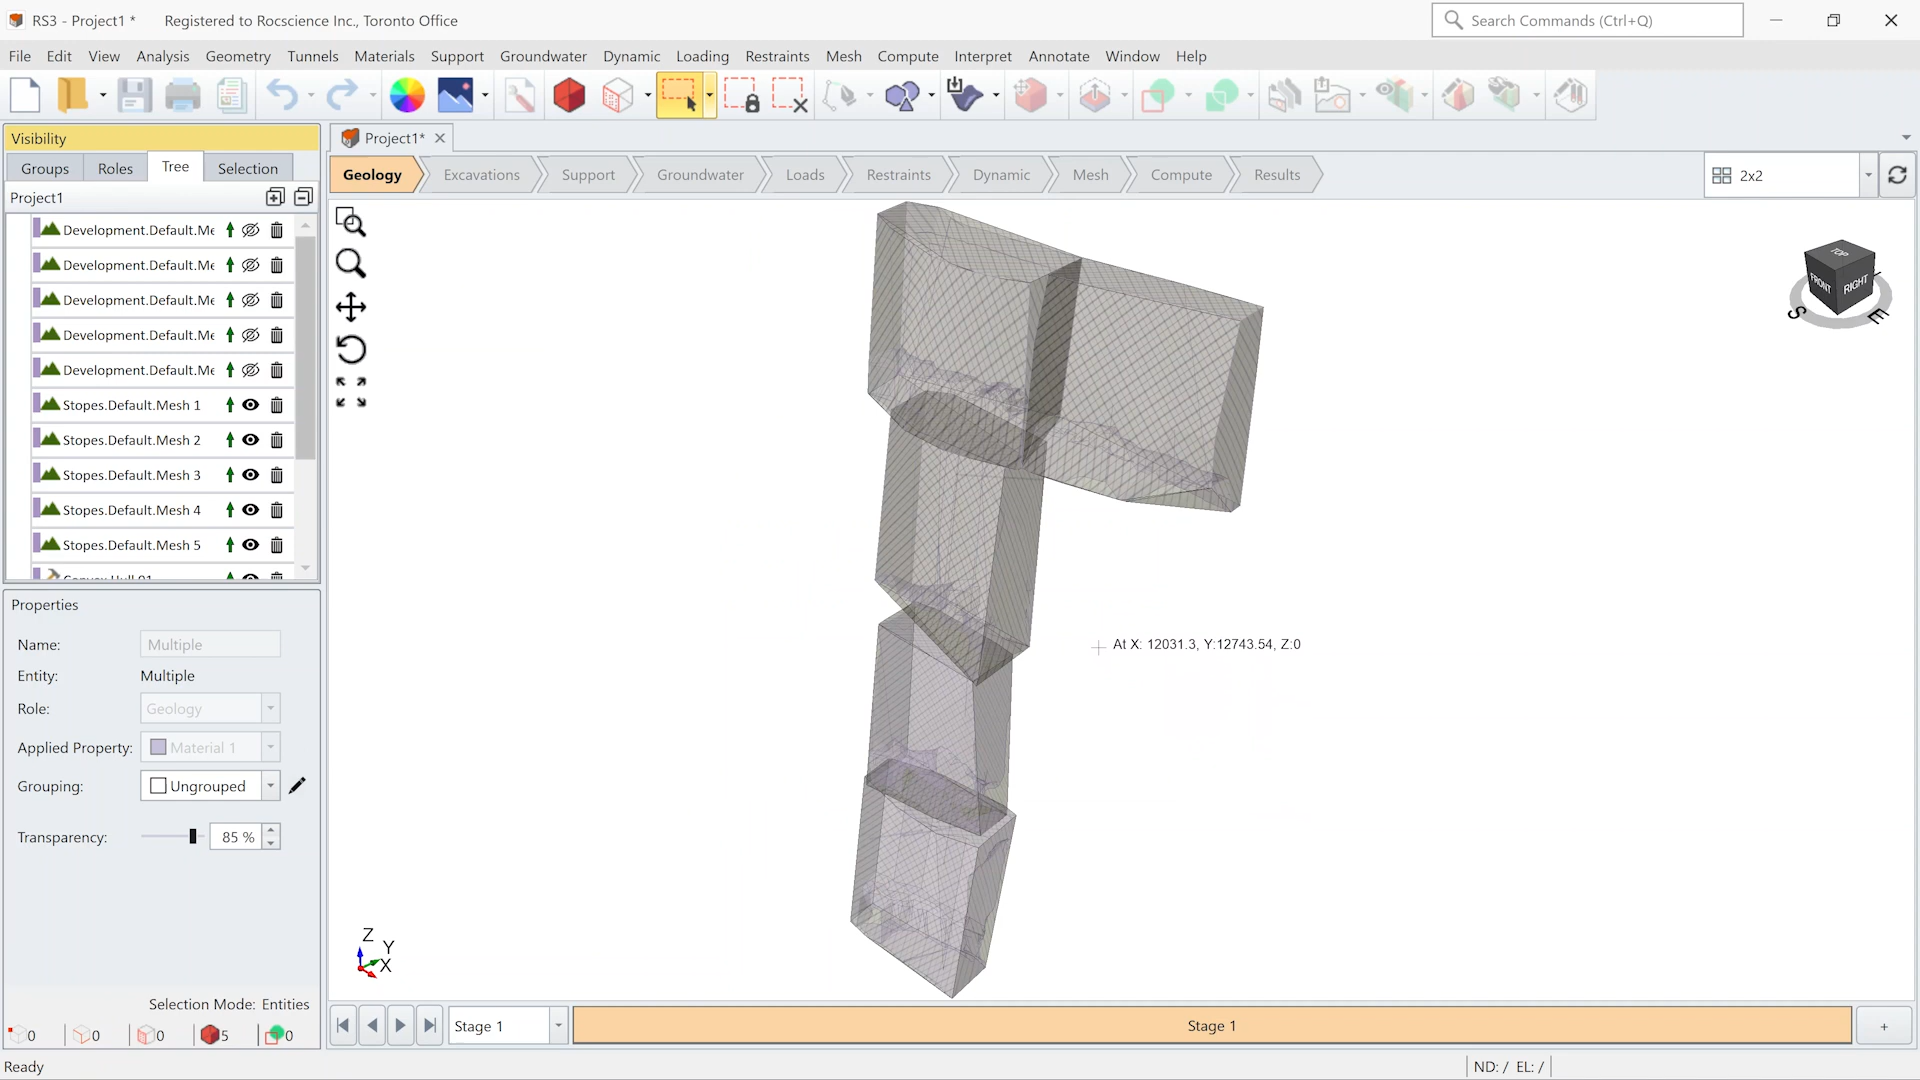 RS3 - Project1 * Registered to Rocscience Inc., Toronto Office
Search Commands (Ctrl+Q)
File Edit View Analysis Geometry Tunnels Materials Support Groundwater Dynamic Loading Restraints Mesh Compute Interpret Annotate Window Help
Visibility
Groups Roles Tree Selection
Project1
Development.Default.Me
Development.Default.Me
Development.Default.Me
Development.Default.Me
Development.Default.Me
Stopes.Default.Mesh 1
Stopes.Default.Mesh 2
Stopes.Default.Mesh 3
Stopes.Default.Mesh 4
Stopes.Default.Mesh 5
Properties
Name: Multiple
Entity: Multiple
Role: Geology
Applied Property: Material 1
Grouping: Ungrouped
Transparency: 85 %
Selection Mode: Entities
0 0 0 5 0
Project1*
Geology Excavations Support Groundwater Loads Restraints Dynamic Mesh Compute Results
2x2
TOP
FRONT RIGHT
S E
At X: 12031.3, Y:12743.54, Z:0
Z
Y
X
Stage 1
Stage 1
+
Ready
ND: / EL: /